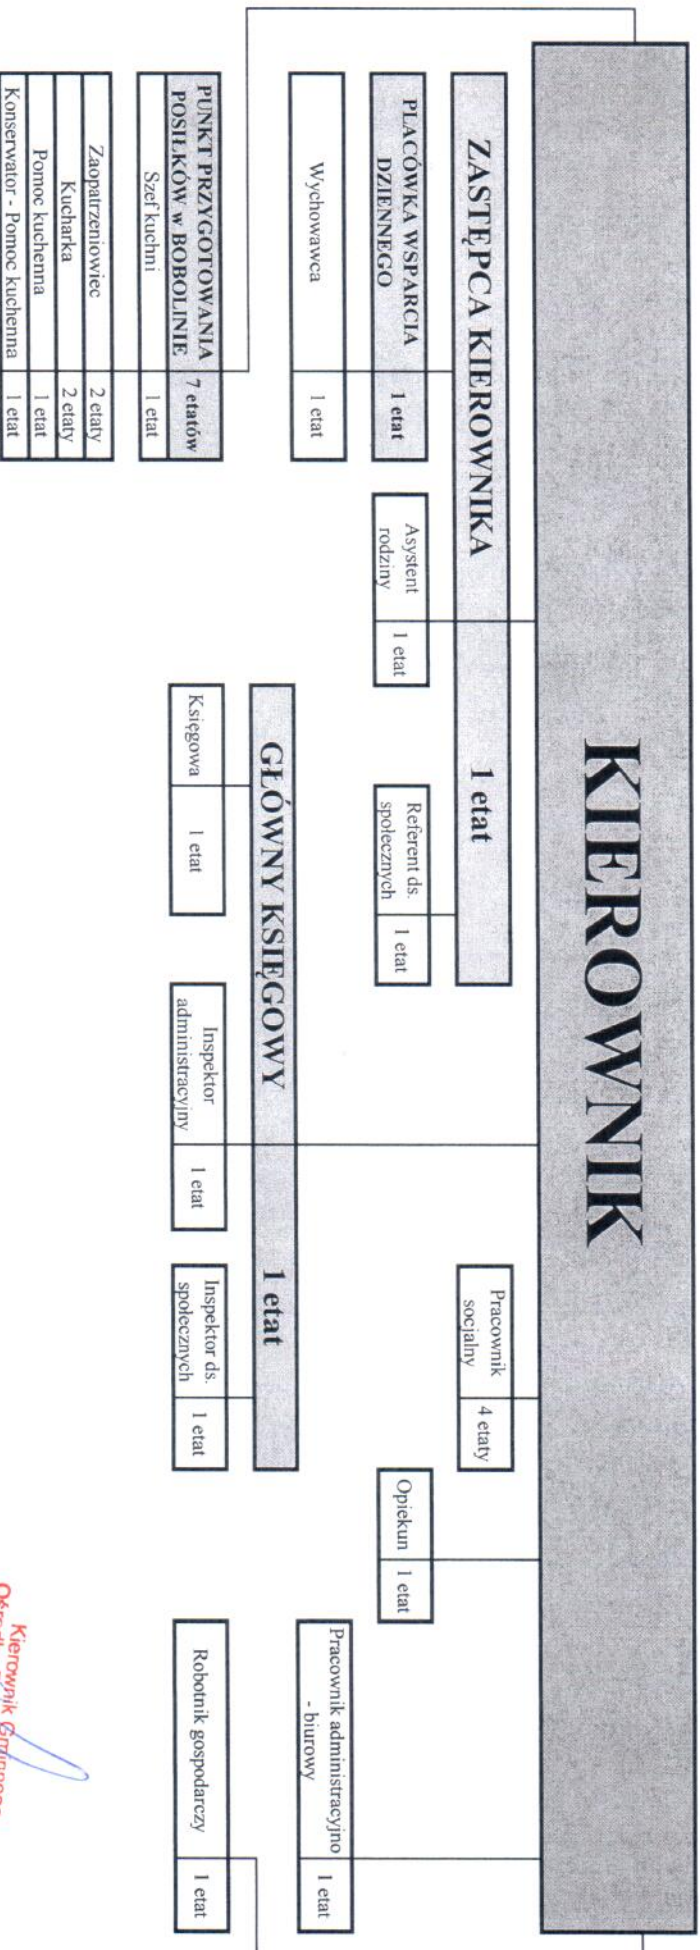 KIEROWNIK
ZASTĘPCA KIEROWNIKA 1 etat
PLACÓWKA WSPARCIA
DZIENNEGO
1 etat
Wychowawca 1 etat
Asystent
rodziny
1 etat
Referent ds.
społecznych
1 etat
PUNKT PRZYGOTOWANIA
POSIŁKÓW w BOBOLINIE
7 etatów
Szef kuchni 1 etat
Zaopatrzeniowiec 2 etaty
Kucharka 2 etaty
Pomoc kuchenna 1 etat
Konserwator - Pomoc kuchenna 1 etat
GŁÓWNY KSIĘGOWY 1 etat
Księgowa 1 etat
Inspektor
administracyjny
1 etat
Inspektor ds.
społecznych
1 etat
Pracownik
socjalny
4 etaty
Opiekun 1 etat
Pracownik administracyjno
- biurowy
1 etat
Robotnik gospodarczy 1 etat
Kierownik Gminnego